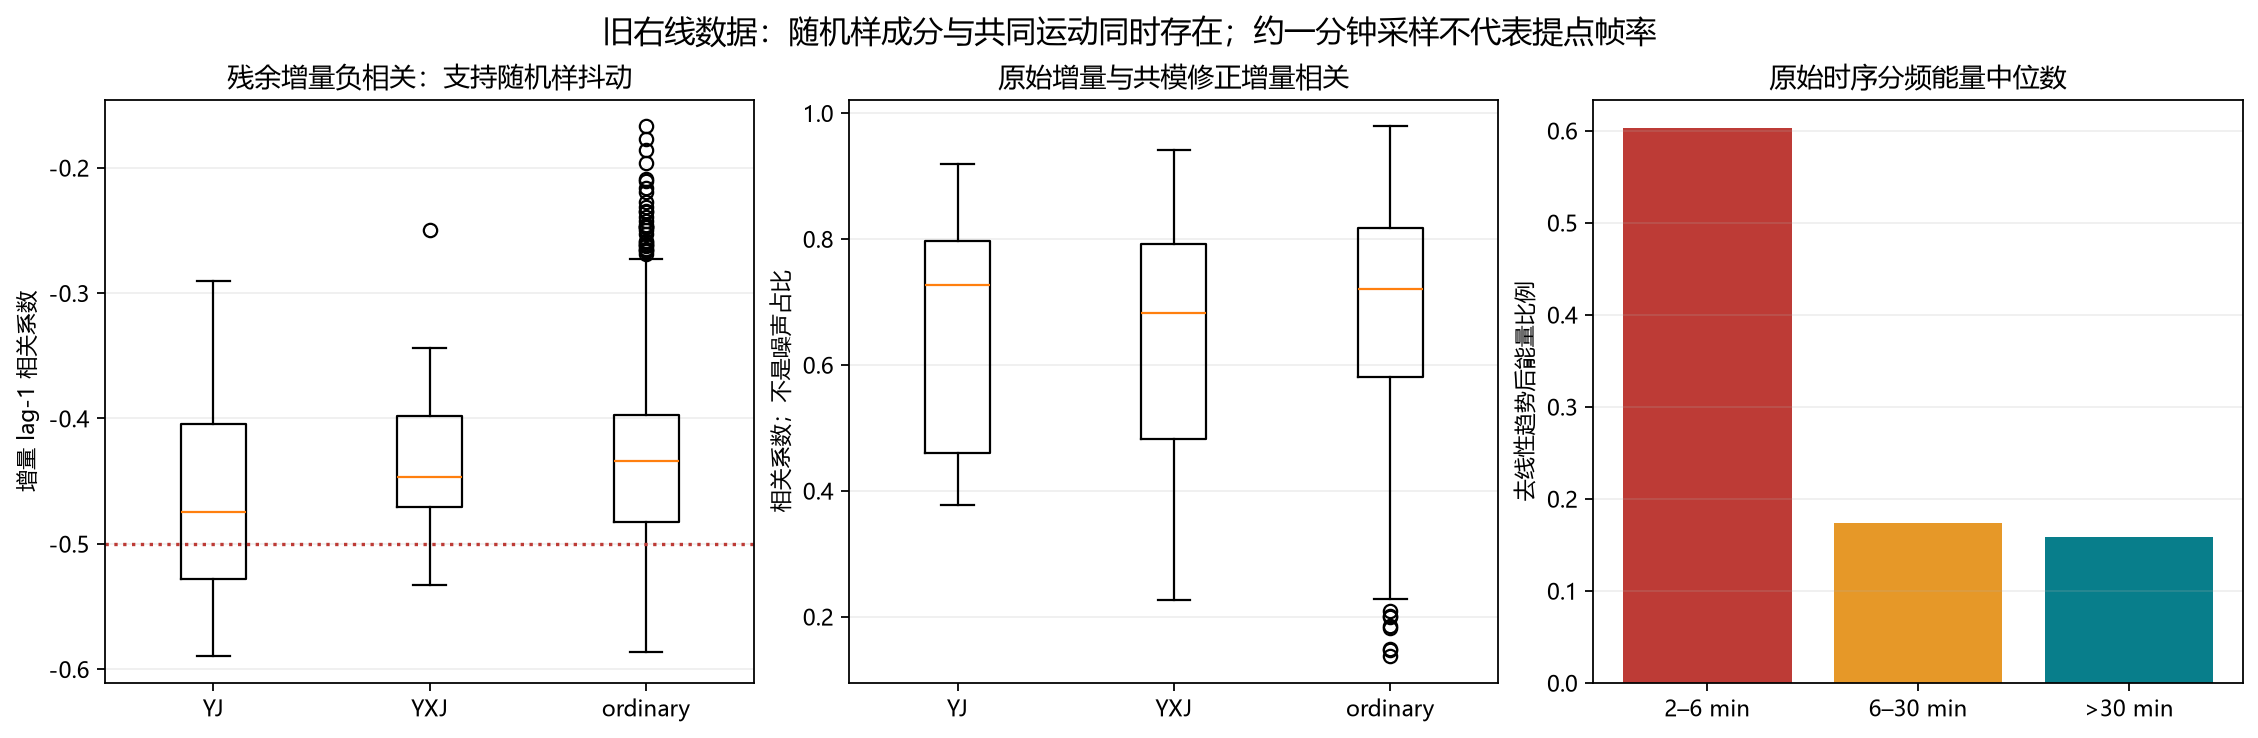 旧右线数据：随机样成分与共同运动同时存在；约一分钟采样不代表提点帧率
残余增量负相关：支持随机样抖动
增量 lag-1 相关系数
-0.2
-0.3
-0.4
-0.5
-0.6
YJ
YXJ
ordinary
原始增量与共模修正增量相关
相关系数；不是噪声占比
1.0
0.8
0.6
0.4
0.2
YJ
YXJ
ordinary
原始时序分频能量中位数
去线性趋势后能量比例
0.6
0.5
0.4
0.3
0.2
0.1
0.0
2–6 min
6–30 min
>30 min